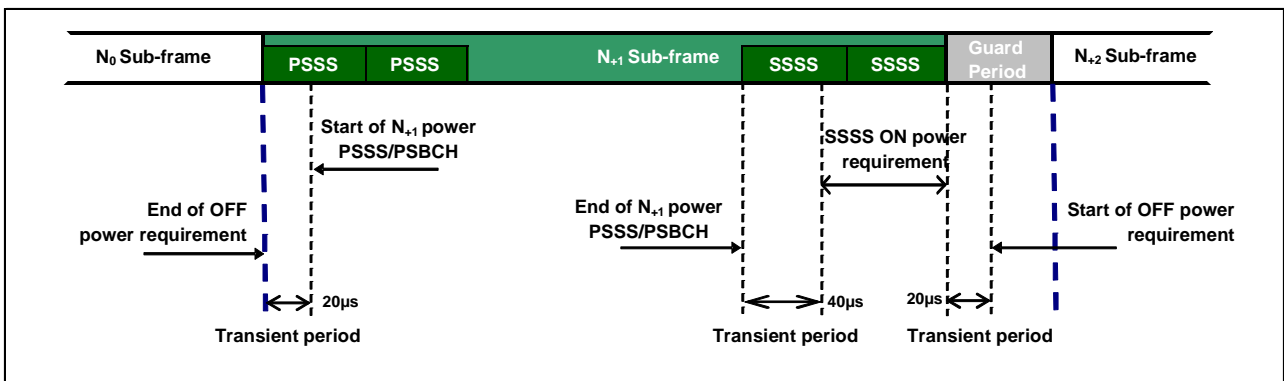 N₀ Sub-frame
PSSS
PSSS
N₊₁ Sub-frame
SSSS
SSSS
Guard
Period
N₊₂ Sub-frame
Start of N₊₁ power
PSSS/PSBCH
SSSS ON power
requirement
End of OFF
power requirement
End of N₊₁ power
PSSS/PSBCH
Start of OFF power
requirement
20µs
40µs
20µs
Transient period
Transient period
Transient period